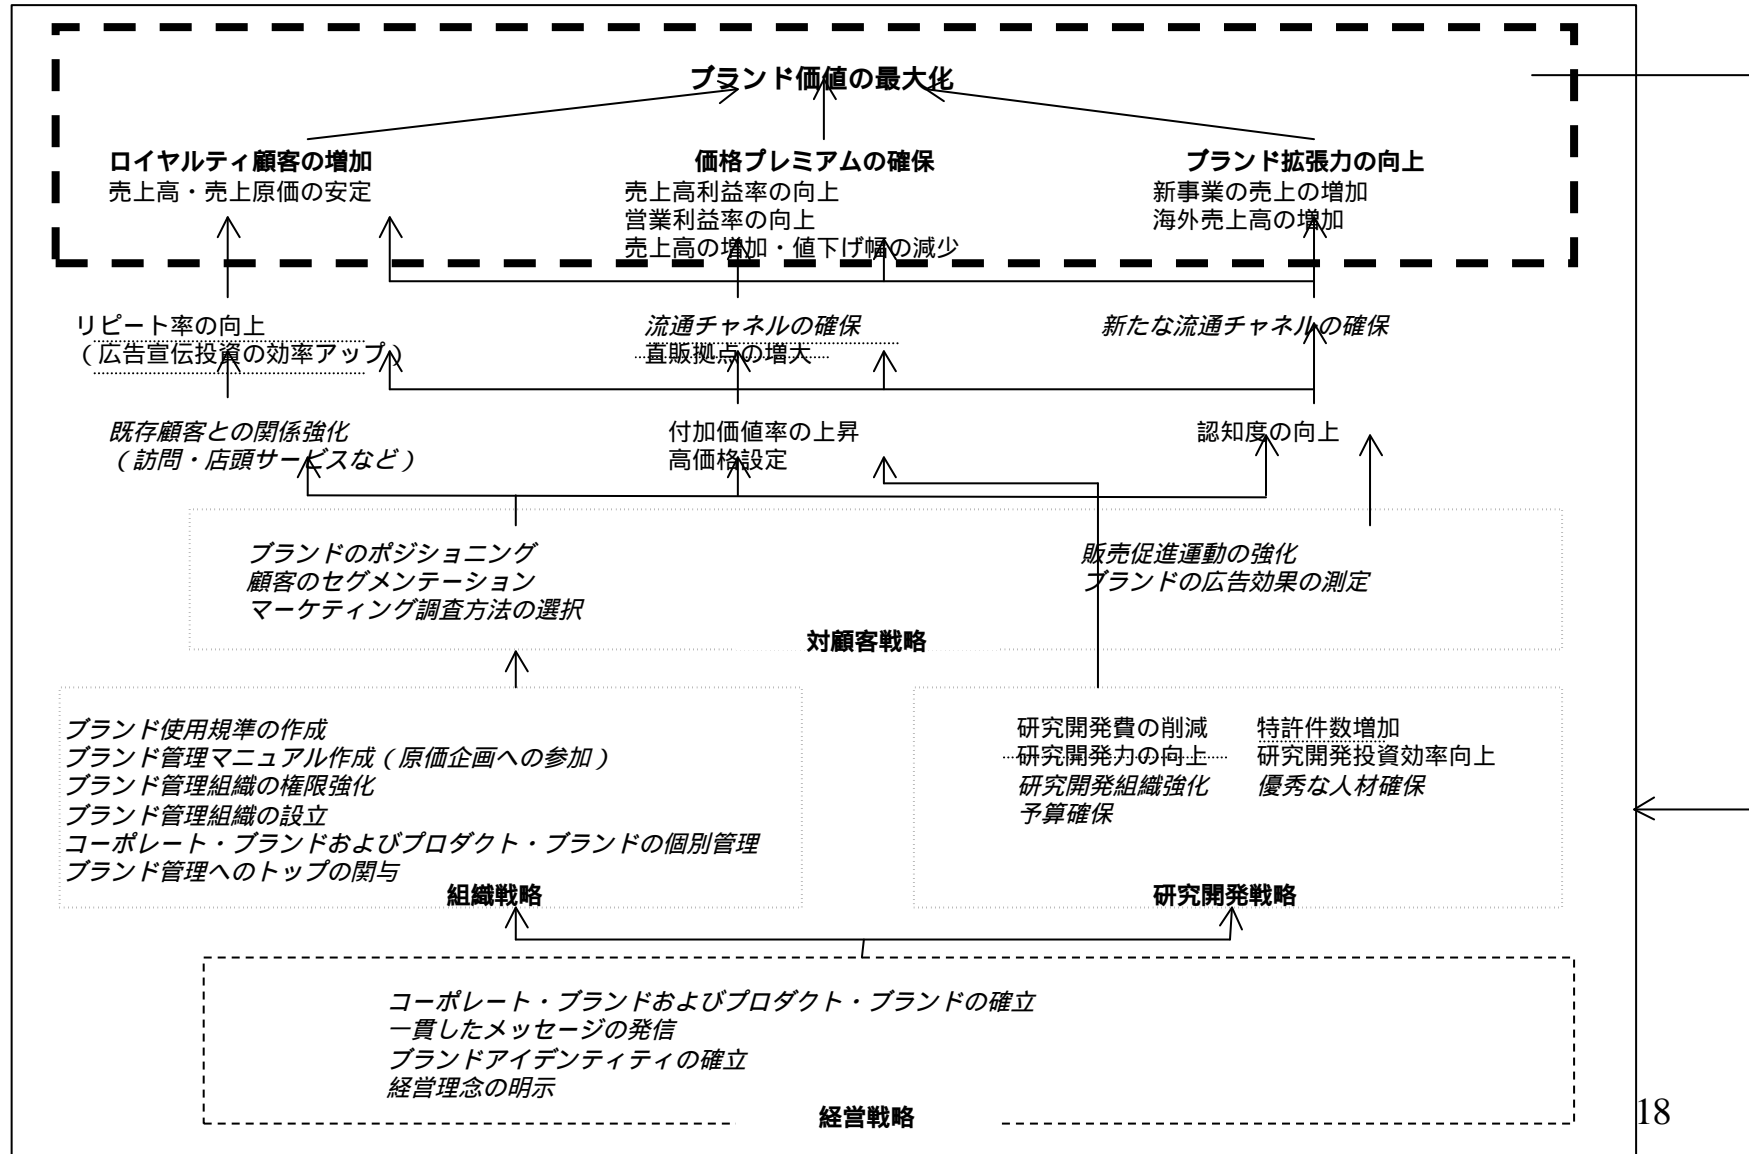 ブランド価値の最大化
ロイヤルティ顧客の増加
売上高・売上原価の安定
価格プレミアムの確保
売上高利益率の向上
営業利益率の向上
売上高の増加・値下げ幅の減少
ブランド拡張力の向上
新事業の売上の増加
海外売上高の増加
リピート率の向上
（広告宣伝投資の効率アップ）
流通チャネルの確保
直販拠点の増大
新たな流通チャネルの確保
既存顧客との関係強化
（訪問・店頭サービスなど）
付加価値率の上昇
高価格設定
認知度の向上
ブランドのポジショニング
顧客のセグメンテーション
マーケティング調査方法の選択
販売促進運動の強化
ブランドの広告効果の測定
対顧客戦略
ブランド使用規準の作成
ブランド管理マニュアル作成（原価企画への参加）
ブランド管理組織の権限強化
ブランド管理組織の設立
コーポレート・ブランドおよびプロダクト・ブランドの個別管理
ブランド管理へのトップの関与
組織戦略
研究開発費の削減
研究開発力の向上
研究開発組織強化
予算確保
特許件数増加
研究開発投資効率向上
優秀な人材確保
研究開発戦略
コーポレート・ブランドおよびプロダクト・ブランドの確立
一貫したメッセージの発信
ブランドアイデンティティの確立
経営理念の明示
経営戦略
18